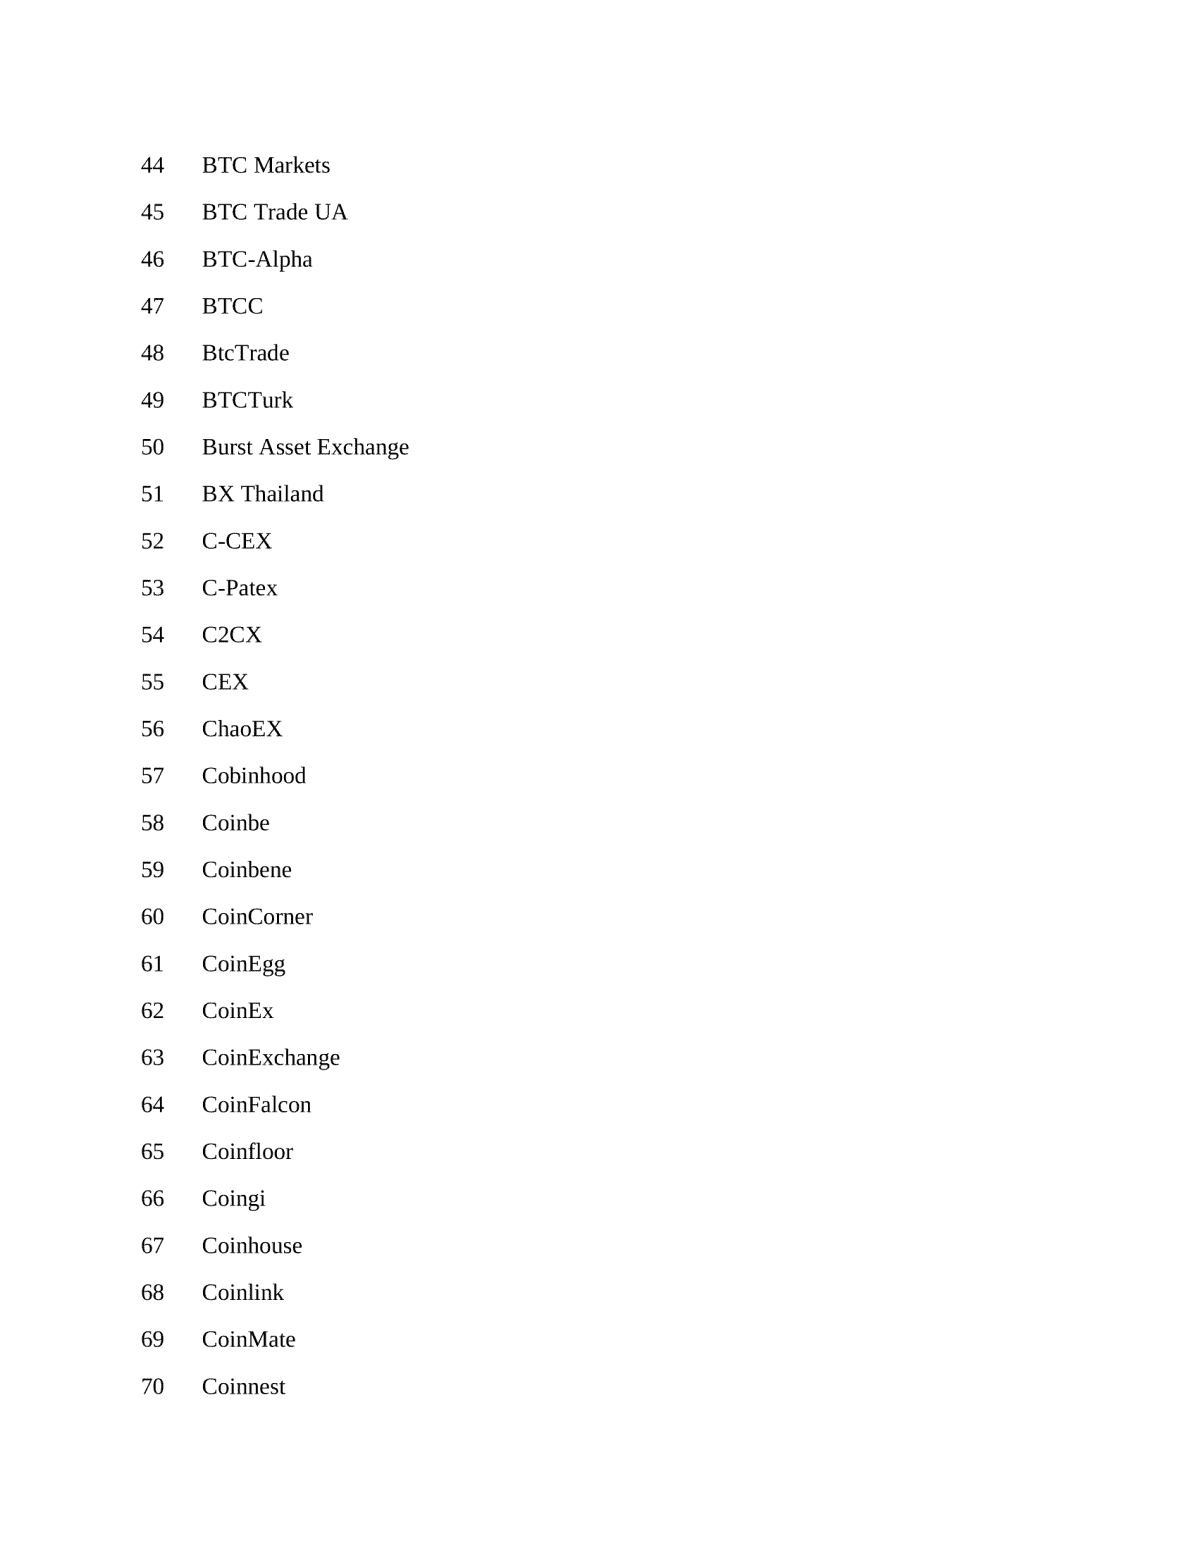 44 BTC Markets
45 BTC Trade UA
46 BTC-Alpha
47 BTCC
48 BtcTrade
49 BTCTurk
50 Burst Asset Exchange
51 BX Thailand
52 C-CEX
53 C-Patex
54 C2CX
55 CEX
56 ChaoEX
57 Cobinhood
58 Coinbe
59 Coinbene
60 CoinCorner
61 CoinEgg
62 CoinEx
63 CoinExchange
64 CoinFalcon
65 Coinfloor
66 Coingi
67 Coinhouse
68 Coinlink
69 CoinMate
70 Coinnest